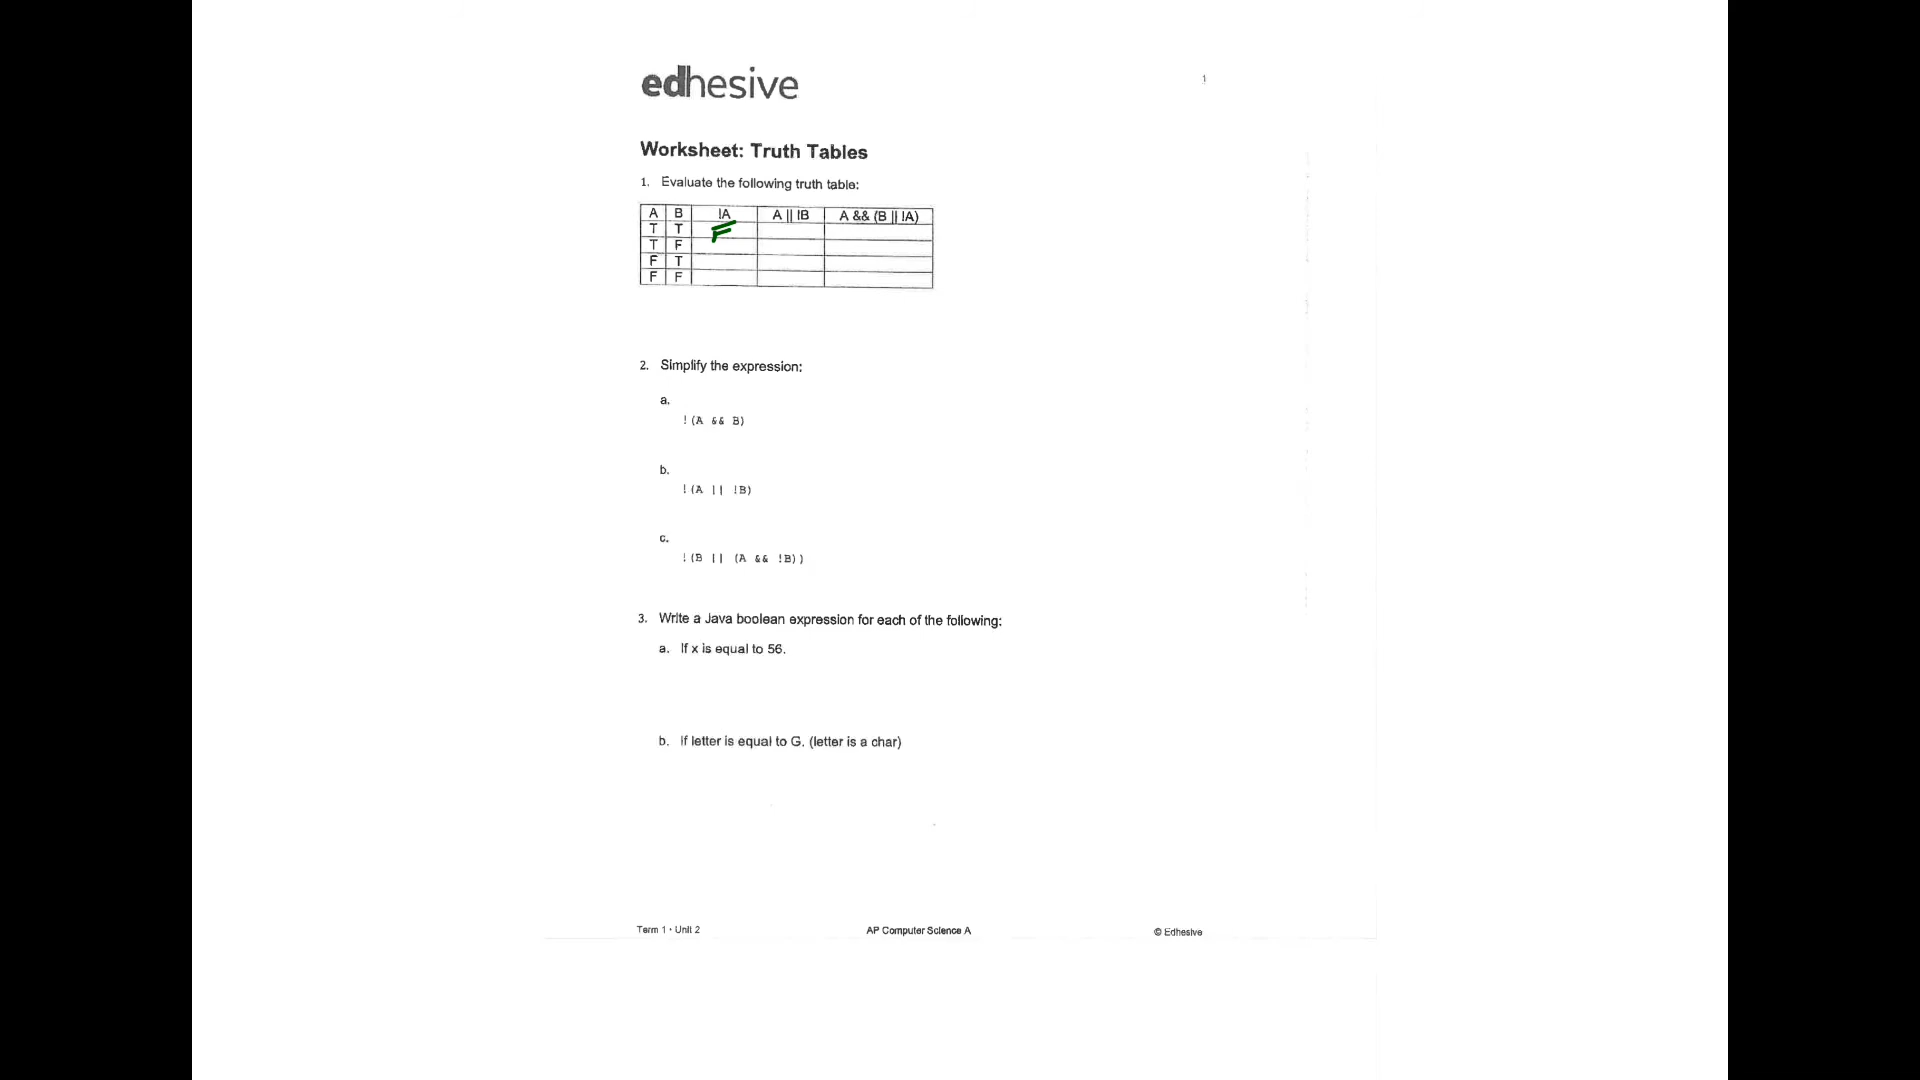 edhesive
1
Worksheet: Truth Tables
1. Evaluate the following truth table:
A B !A A || !B A && (B || !A)
T T F
T F
F T
F F
2. Simplify the expression:
a.
!(A && B)
b.
!(A || !B)
c.
!(B || (A && !B))
3. Write a Java boolean expression for each of the following:
a. If x is equal to 56.
b. If letter is equal to G. (letter is a char)
Term 1 • Unit 2 AP Computer Science A © Edhesive